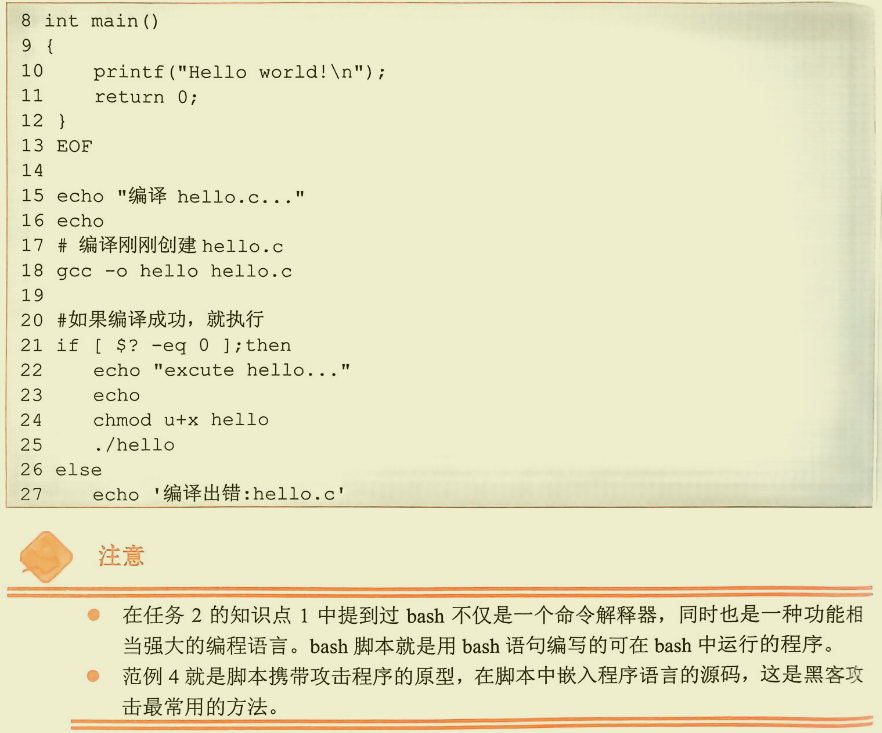 8 int main()
9 {
10     printf("Hello world!\n");
11     return 0;
12 }
13 EOF
14
15 echo "编译 hello.c..."
16 echo
17 # 编译刚刚创建 hello.c
18 gcc -o hello hello.c
19
20 #如果编译成功，就执行
21 if [ $? -eq 0 ];then
22     echo "excute hello..."
23     echo
24     chmod u+x hello
25     ./hello
26 else
27     echo '编译出错:hello.c'
注意
● 在任务 2 的知识点 1 中提到过 bash 不仅是一个命令解释器，同时也是一种功能相
当强大的编程语言。bash 脚本就是用 bash 语句编写的可在 bash 中运行的程序。
● 范例 4 就是脚本携带攻击程序的原型，在脚本中嵌入程序语言的源码，这是黑客攻
击最常用的方法。